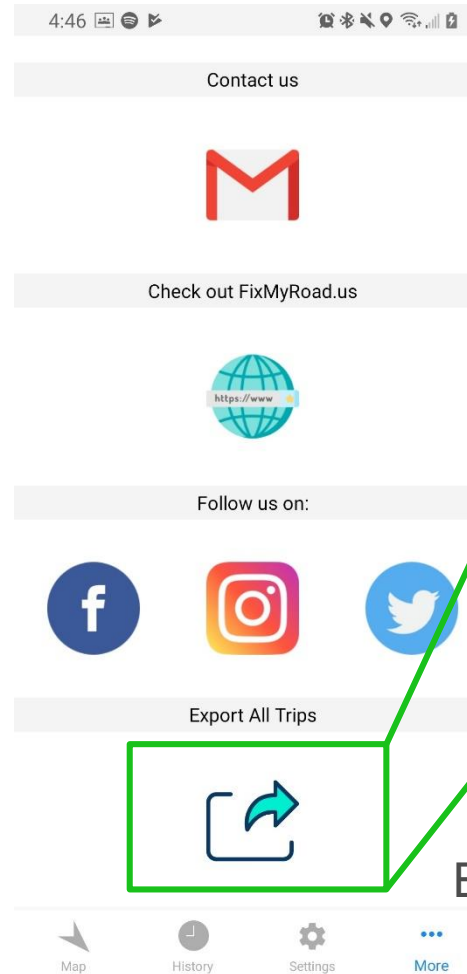 4:46
Contact us
Check out FixMyRoad.us
https://www
Follow us on:
f
Export All Trips
E
Map History Settings More